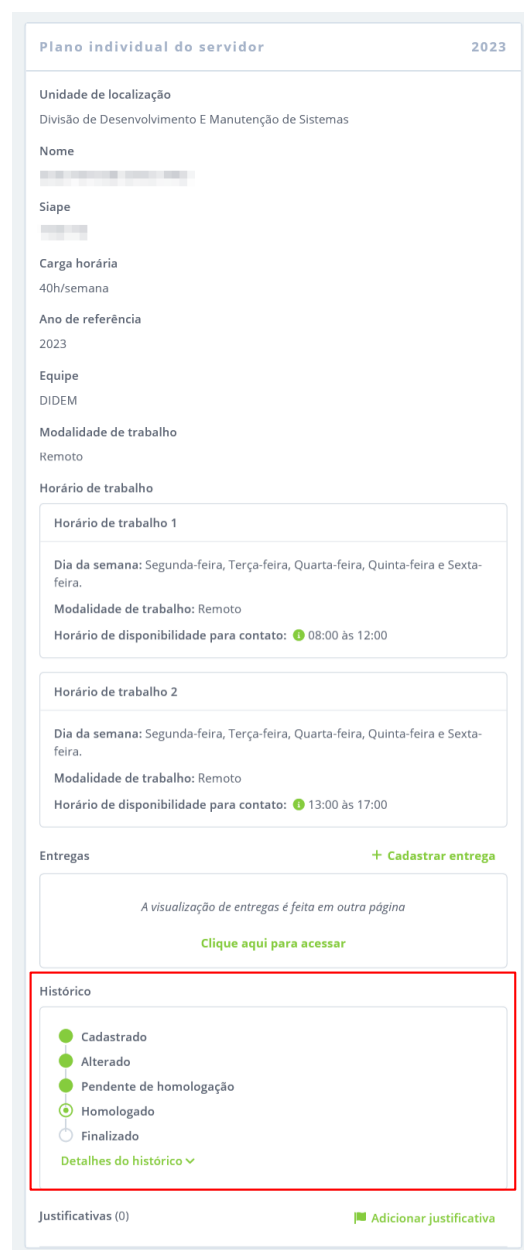 Plano individual do servidor 2023
Unidade de localização
Divisão de Desenvolvimento E Manutenção de Sistemas
Nome
Siape
Carga horária
40h/semana
Ano de referência
2023
Equipe
DIDEM
Modalidade de trabalho
Remoto
Horário de trabalho
Horário de trabalho 1
Dia da semana: Segunda-feira, Terça-feira, Quarta-feira, Quinta-feira e Sexta-
feira.
Modalidade de trabalho: Remoto
Horário de disponibilidade para contato: 08:00 às 12:00
Horário de trabalho 2
Dia da semana: Segunda-feira, Terça-feira, Quarta-feira, Quinta-feira e Sexta-
feira.
Modalidade de trabalho: Remoto
Horário de disponibilidade para contato: 13:00 às 17:00
Entregas + Cadastrar entrega
A visualização de entregas é feita em outra página
Clique aqui para acessar
Histórico
Cadastrado
Alterado
Pendente de homologação
Homologado
Finalizado
Detalhes do histórico
Justificativas (0) Adicionar justificativa